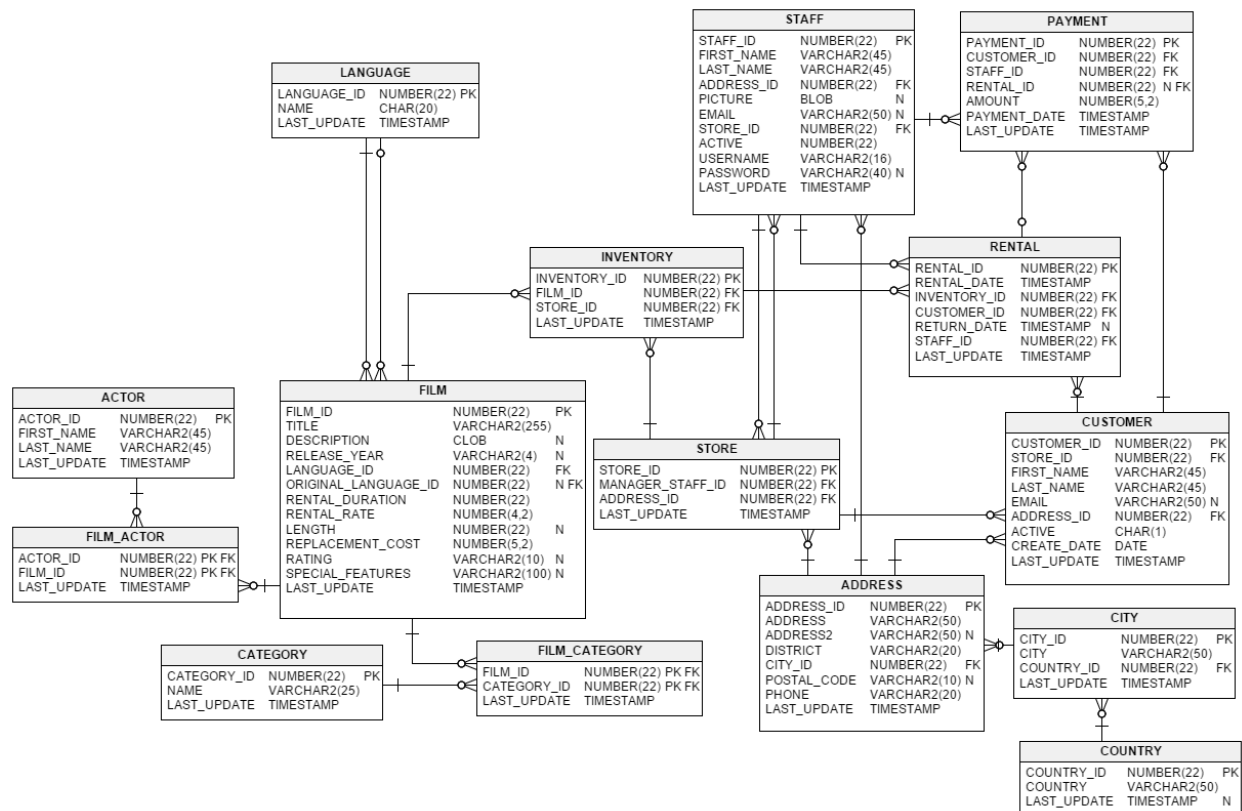 STAFF
STAFF_ID NUMBER(22) PK
FIRST_NAME VARCHAR2(45)
LAST_NAME VARCHAR2(45)
ADDRESS_ID NUMBER(22) FK
PICTURE BLOB N
EMAIL VARCHAR2(50) N
STORE_ID NUMBER(22) FK
ACTIVE NUMBER(22)
USERNAME VARCHAR2(16)
PASSWORD VARCHAR2(40) N
LAST_UPDATE TIMESTAMP
PAYMENT
PAYMENT_ID NUMBER(22) PK
CUSTOMER_ID NUMBER(22) FK
STAFF_ID NUMBER(22) FK
RENTAL_ID NUMBER(22) N FK
AMOUNT NUMBER(5,2)
PAYMENT_DATE TIMESTAMP
LAST_UPDATE TIMESTAMP
LANGUAGE
LANGUAGE_ID NUMBER(22) PK
NAME CHAR(20)
LAST_UPDATE TIMESTAMP
INVENTORY
INVENTORY_ID NUMBER(22) PK
FILM_ID NUMBER(22) FK
STORE_ID NUMBER(22) FK
LAST_UPDATE TIMESTAMP
RENTAL
RENTAL_ID NUMBER(22) PK
RENTAL_DATE TIMESTAMP
INVENTORY_ID NUMBER(22) FK
CUSTOMER_ID NUMBER(22) FK
RETURN_DATE TIMESTAMP N
STAFF_ID NUMBER(22) FK
LAST_UPDATE TIMESTAMP
ACTOR
ACTOR_ID NUMBER(22) PK
FIRST_NAME VARCHAR2(45)
LAST_NAME VARCHAR2(45)
LAST_UPDATE TIMESTAMP
FILM
FILM_ID NUMBER(22) PK
TITLE VARCHAR2(255)
DESCRIPTION CLOB N
RELEASE_YEAR VARCHAR2(4) N
LANGUAGE_ID NUMBER(22) FK
ORIGINAL_LANGUAGE_ID NUMBER(22) N FK
RENTAL_DURATION NUMBER(22)
RENTAL_RATE NUMBER(4,2)
LENGTH NUMBER(22) N
REPLACEMENT_COST NUMBER(5,2)
RATING VARCHAR2(10) N
SPECIAL_FEATURES VARCHAR2(100) N
LAST_UPDATE TIMESTAMP
STORE
STORE_ID NUMBER(22) PK
MANAGER_STAFF_ID NUMBER(22) FK
ADDRESS_ID NUMBER(22) FK
LAST_UPDATE TIMESTAMP
CUSTOMER
CUSTOMER_ID NUMBER(22) PK
STORE_ID NUMBER(22) FK
FIRST_NAME VARCHAR2(45)
LAST_NAME VARCHAR2(45)
EMAIL VARCHAR2(50) N
ADDRESS_ID NUMBER(22) FK
ACTIVE CHAR(1)
CREATE_DATE DATE
LAST_UPDATE TIMESTAMP
FILM_ACTOR
ACTOR_ID NUMBER(22) PK FK
FILM_ID NUMBER(22) PK FK
LAST_UPDATE TIMESTAMP
ADDRESS
ADDRESS_ID NUMBER(22) PK
ADDRESS VARCHAR2(50)
ADDRESS2 VARCHAR2(50) N
DISTRICT VARCHAR2(20)
CITY_ID NUMBER(22) FK
POSTAL_CODE VARCHAR2(10) N
PHONE VARCHAR2(20)
LAST_UPDATE TIMESTAMP
CITY
CITY_ID NUMBER(22) PK
CITY VARCHAR2(50)
COUNTRY_ID NUMBER(22) FK
LAST_UPDATE TIMESTAMP
CATEGORY
CATEGORY_ID NUMBER(22) PK
NAME VARCHAR2(25)
LAST_UPDATE TIMESTAMP
FILM_CATEGORY
FILM_ID NUMBER(22) PK FK
CATEGORY_ID NUMBER(22) PK FK
LAST_UPDATE TIMESTAMP
COUNTRY
COUNTRY_ID NUMBER(22) PK
COUNTRY VARCHAR2(50)
LAST_UPDATE TIMESTAMP N